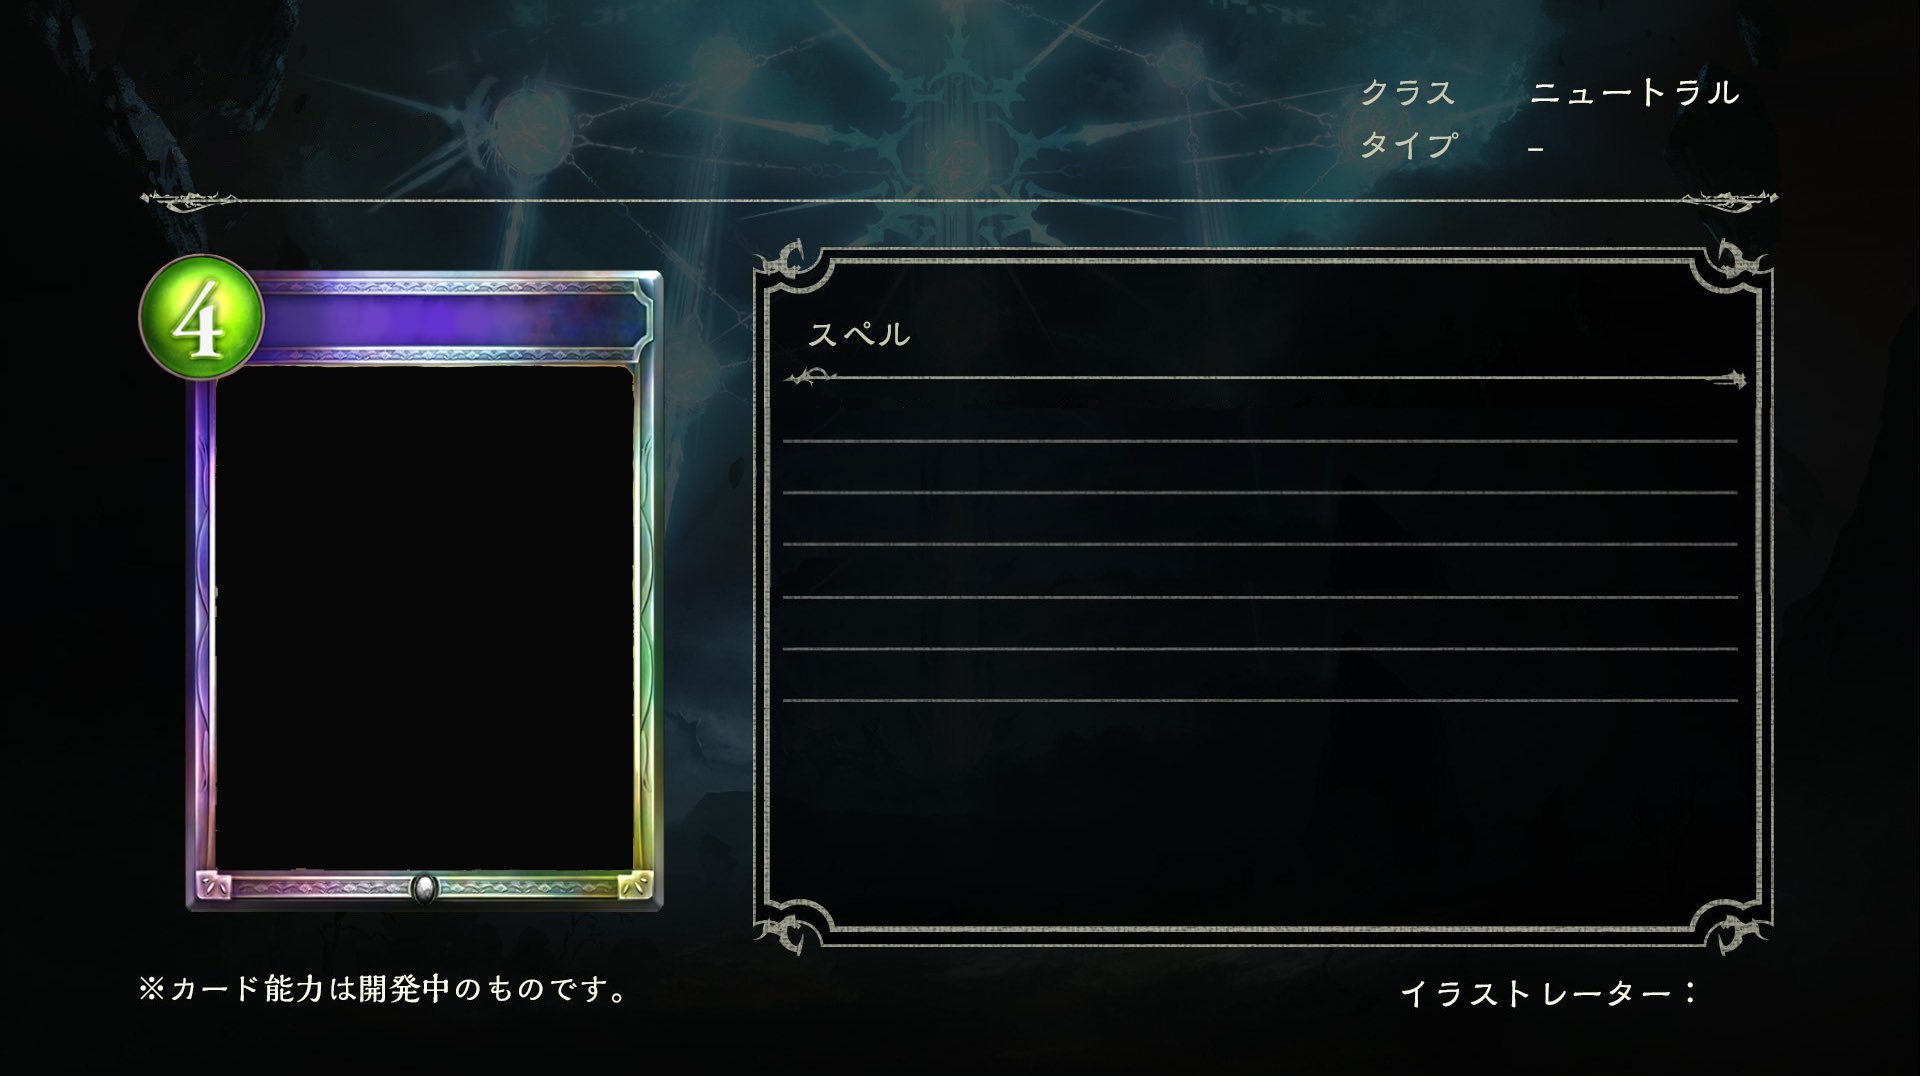 クラス ニュートラル
タイプ –
4
スペル
※カード能力は開発中のものです。
イラストレーター：